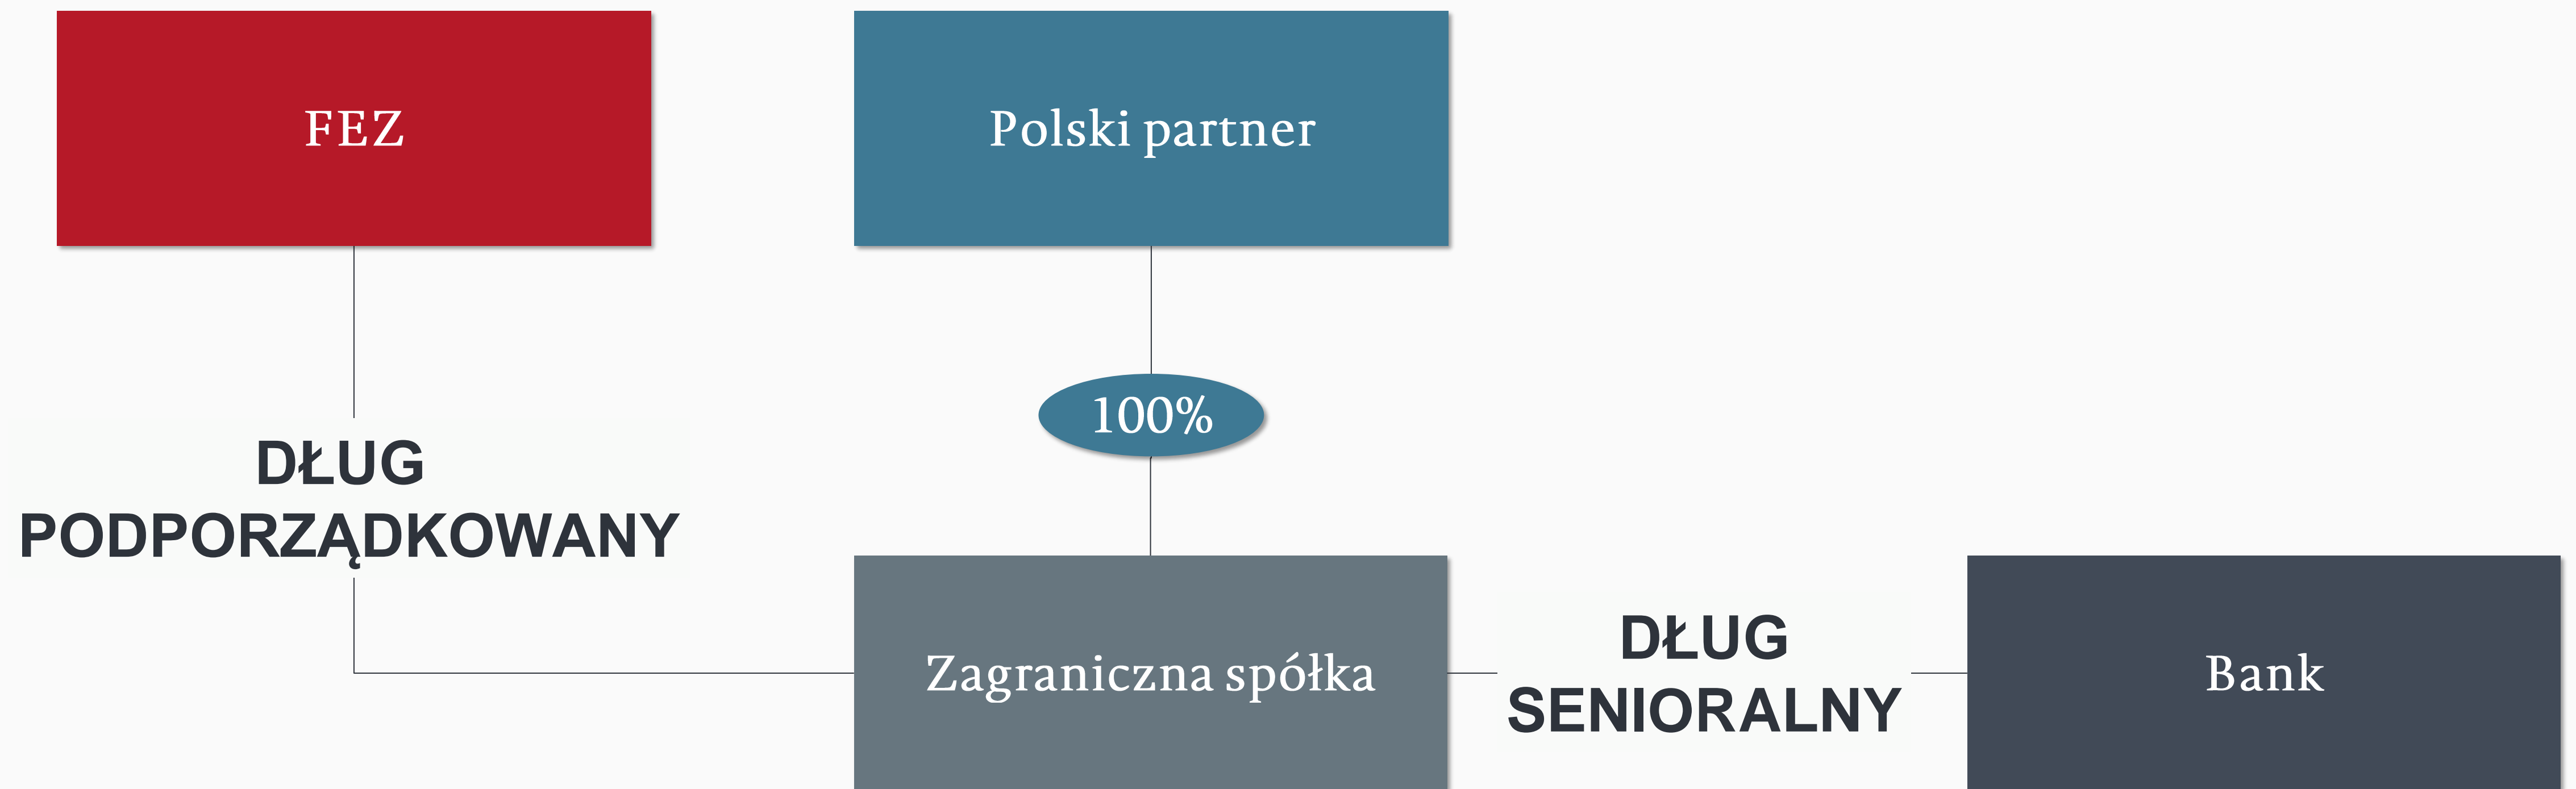 FEZ
Polski partner
100%
DŁUG
PODPORZĄDKOWANY
Zagraniczna spółka
DŁUG
SENIORALNY
Bank